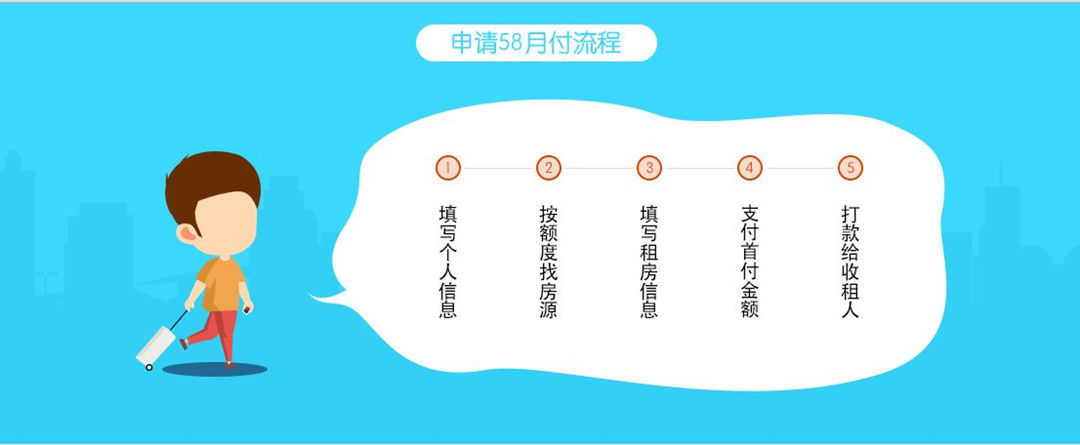 申请58月付流程
1
2
3
4
5
填写个人信息
按额度找房源
填写租房信息
支付首付金额
打款给收租人